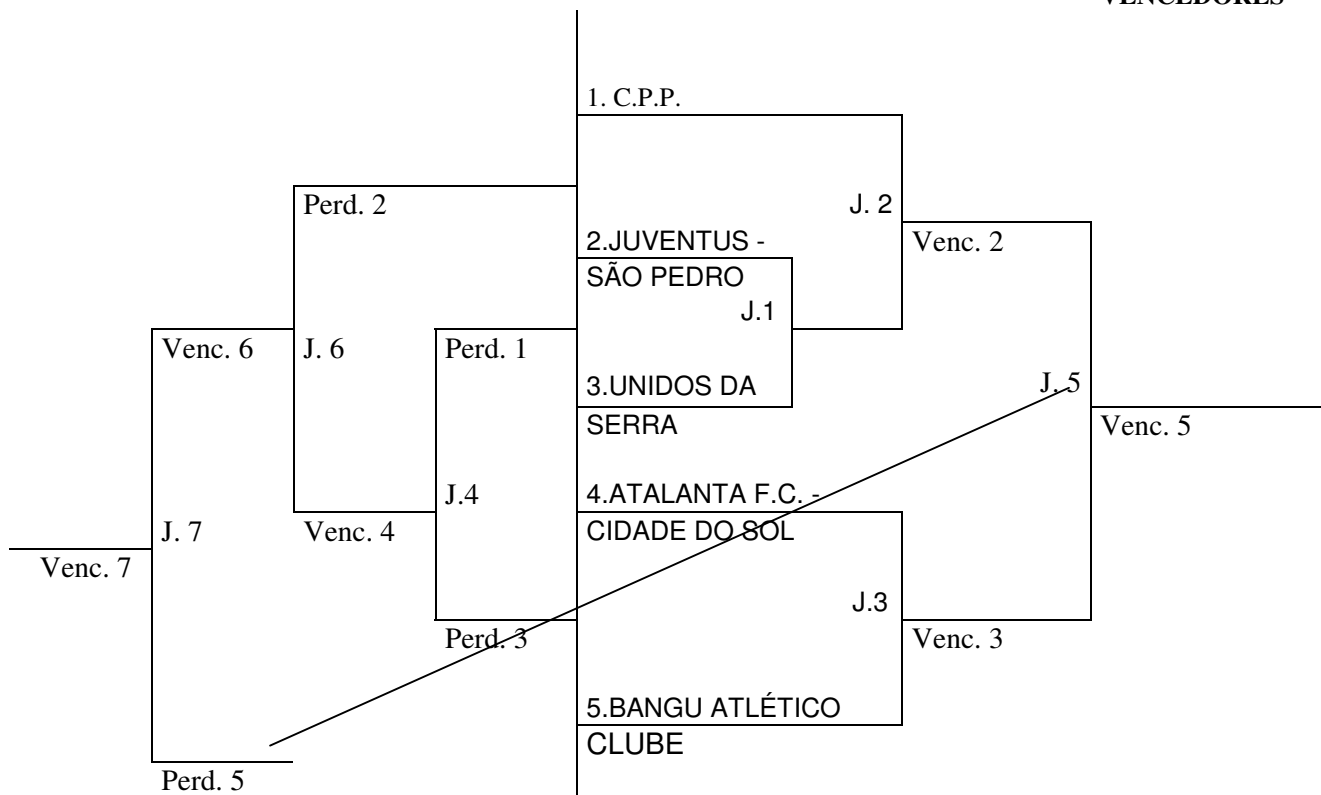 VENCEDORES
1. C.P.P.
Perd. 2
J. 2
2.JUVENTUS -
SÃO PEDRO
Venc. 2
J.1
Venc. 6
J. 6
Perd. 1
3.UNIDOS DA
SERRA
J. 5
Venc. 5
J.4
4.ATALANTA F.C. -
CIDADE DO SOL
J. 7
Venc. 4
Venc. 7
J.3
Perd. 3
Venc. 3
5.BANGU ATLÉTICO
CLUBE
Perd. 5